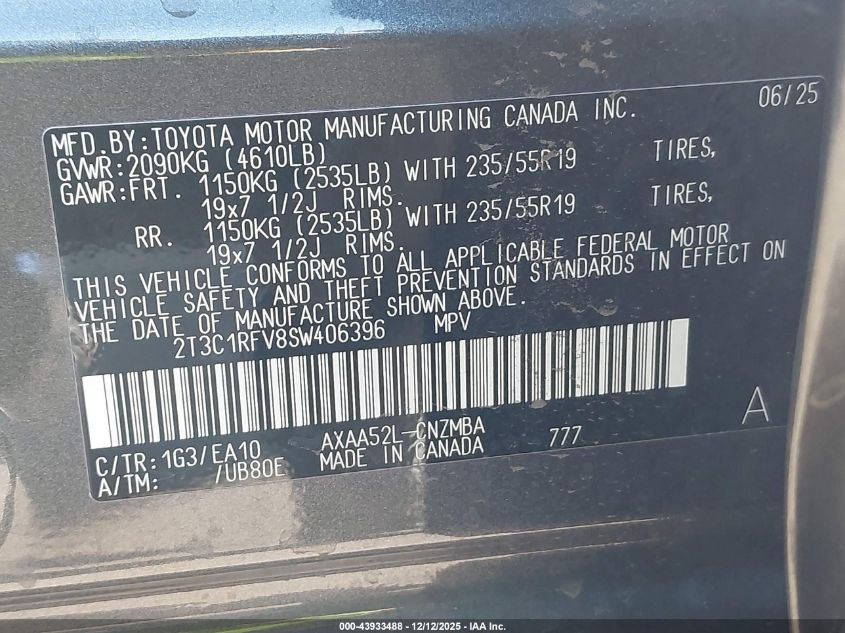 06/25
MFD.BY:TOYOTA MOTOR MANUFACTURING CANADA INC.
GVWR:2090KG (4610LB)
GAWR:FRT. 1150KG (2535LB) WITH 235/55R19 TIRES,
19x7 1/2J RIMS.
RR. 1150KG (2535LB) WITH 235/55R19 TIRES,
19x7 1/2J RIMS.
THIS VEHICLE CONFORMS TO ALL APPLICABLE FEDERAL MOTOR
VEHICLE SAFETY AND THEFT PREVENTION STANDARDS IN EFFECT ON
THE DATE OF MANUFACTURE SHOWN ABOVE.
2T3C1RFV8SW406396 MPV
A
C/TR:1G3/EA10 AXAA52L-CNZMBA 777
A/TM: /UB80E MADE IN CANADA
000-43933488 - 12/12/2025 - IAA Inc.